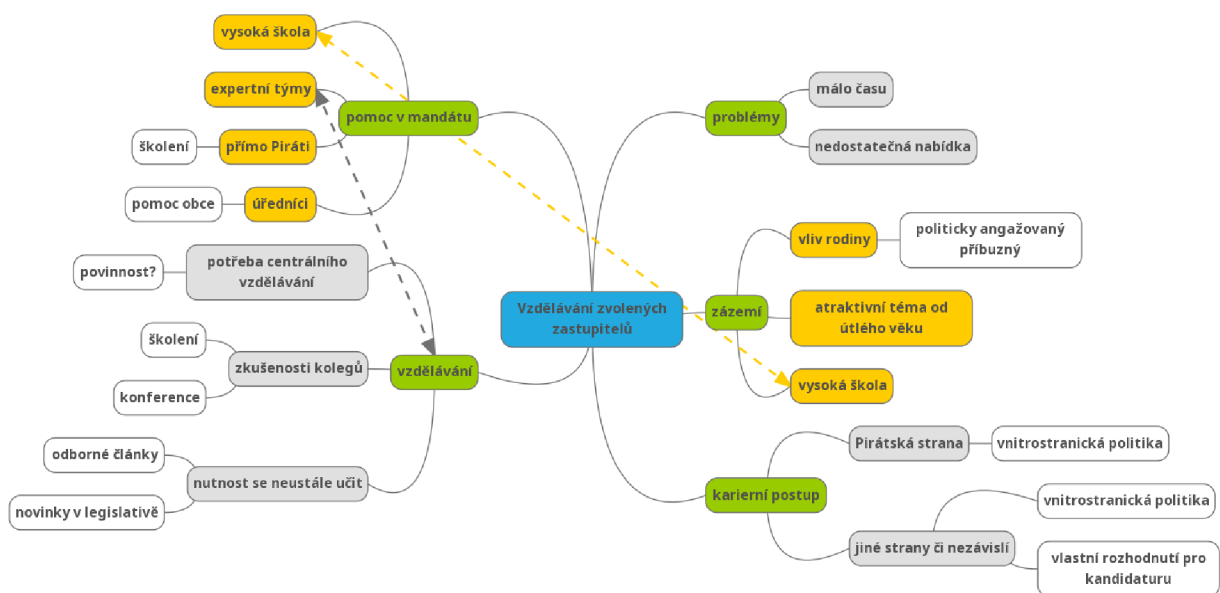 vysoká škola
expertní týmy
pomoc v mandátu
školení
přímo Piráti
pomoc obce
úředníci
potřeba centrálního
vzdělávání
povinnost?
školení
zkušenosti kolegů
vzdělávání
konference
odborné články
nutnost se neustále učit
novinky v legislativě
Vzdělávání zvolených
zastupitelů
problémy
málo času
nedostatečná nabídka
vliv rodiny
politicky angažovaný
příbuzný
zázemí
atraktivní téma od
útlého věku
vysoká škola
Pirátská strana
vnitrostranická politika
karierní postup
vnitrostranická politika
jiné strany či nezávislí
vlastní rozhodnutí pro
kandidaturu